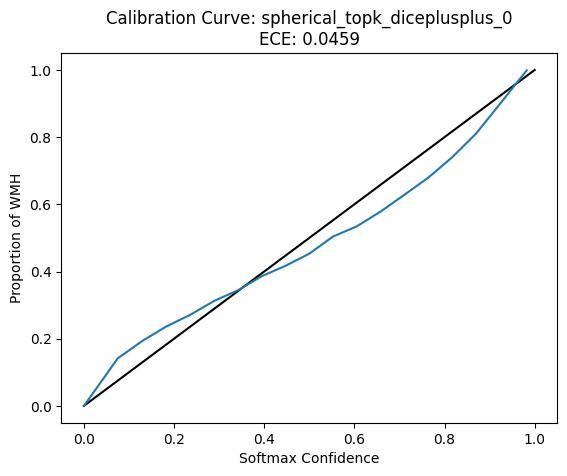 Calibration Curve: spherical_topk_diceplusplus_0
ECE: 0.0459
1.0
0.8
0.6
0.4
0.2
0.0
Proportion of WMH
0.0 0.2 0.4 0.6 0.8 1.0
Softmax Confidence